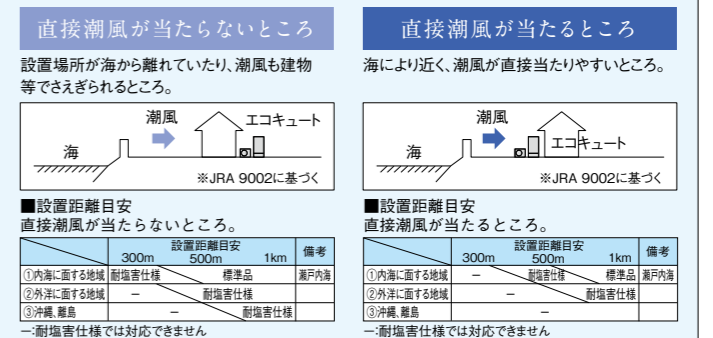 直接潮風が当たらないところ
設置場所が海から離れていたり、潮風も建物
等でさえぎられるところ。
潮風
エコキュート
海
※JRA 9002に基づく
■設置距離目安
直接潮風が当たらないところ。
設置距離目安
300m 500m 1km 備考
①内海に面する地域 耐塩害仕様 標準品 瀬戸内海
②外洋に面する地域 − 耐塩害仕様
③沖縄、離島 − 耐塩害仕様
−:耐塩害仕様では対応できません
直接潮風が当たるところ
海により近く、潮風が直接当たりやすいところ。
潮風
エコキュート
海
※JRA 9002に基づく
■設置距離目安
直接潮風が当たるところ。
設置距離目安
300m 500m 1km 備考
①内海に面する地域 − 耐塩害仕様 標準品 瀬戸内海
②外洋に面する地域 − 耐塩害仕様
③沖縄、離島 −
−:耐塩害仕様では対応できません